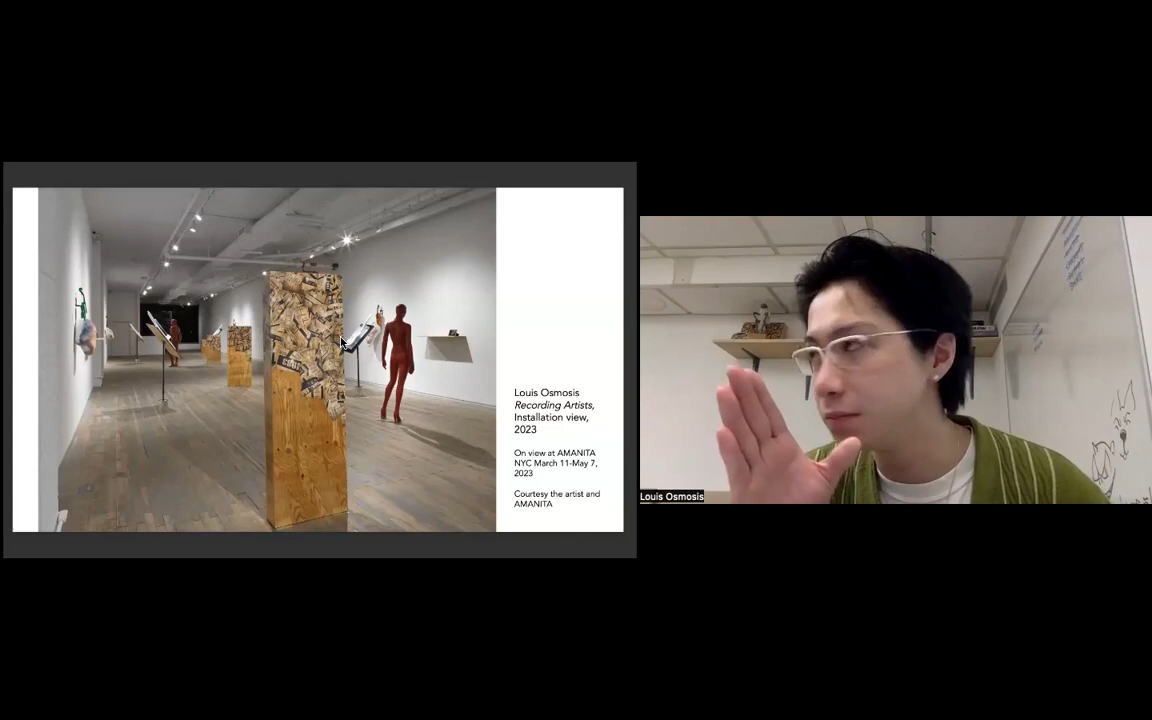 Louis Osmosis
Recording Artists,
Installation view,
2023
On view at AMANITA
NYC March 11-May 7,
2023
Courtesy the artist and
AMANITA
Louis Osmosis